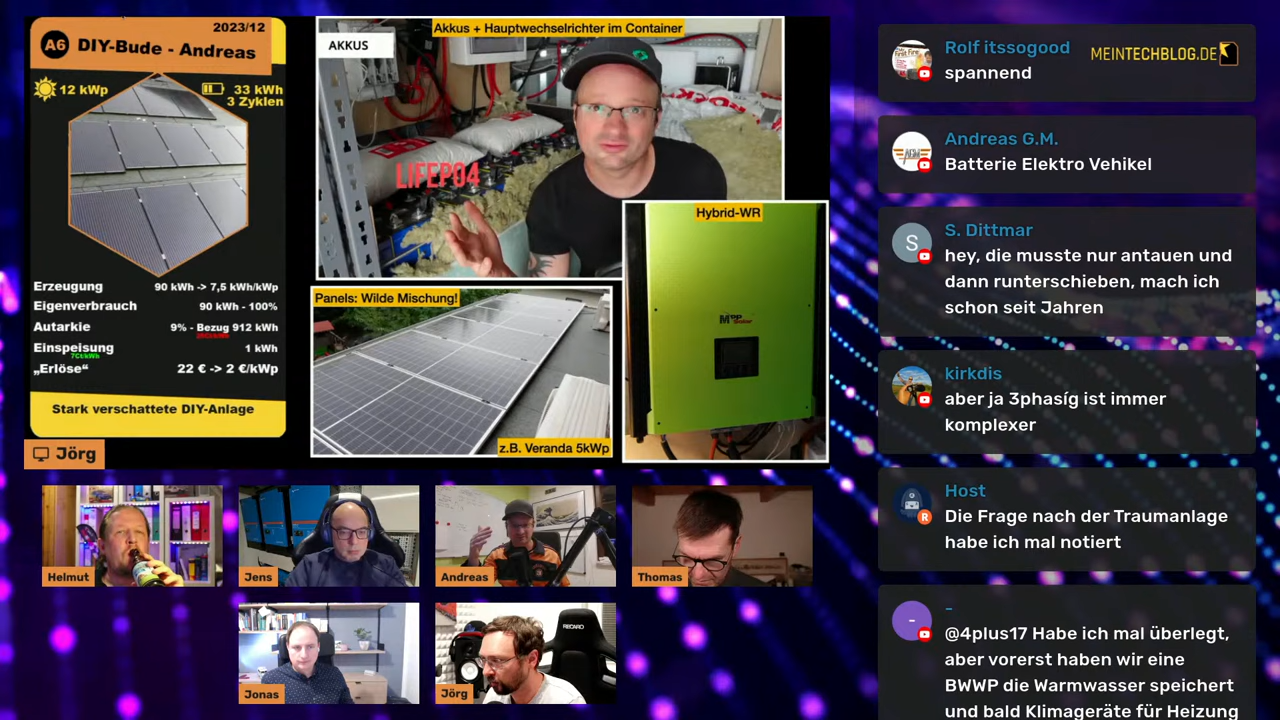 2023/12
A6 DIY-Bude - Andreas
12 kWp
33 kWh
3 Zyklen
Erzeugung 90 kWh -> 7,5 kWh/kWp
Eigenverbrauch 90 kWh - 100%
Autarkie 9% - Bezug 912 kWh
Einspeisung 1 kWh
7Ct/kWh
„Erlöse“ 22 € -> 2 €/kWp
Stark verschattete DIY-Anlage
Jörg
Akkus + Hauptwechselrichter im Container
AKKUS
LIFEPO4
Hybrid-WR
Panels: Wilde Mischung!
z.B. Veranda 5kWp
Helmut
Jens
Andreas
Thomas
Jonas
Jörg
RECARO
MEINTECHBLOG.DE
Rolf itssogood
spannend
Andreas G.M.
Batterie Elektro Vehikel
S
S. Dittmar
hey, die musste nur antauen und
dann runterschieben, mach ich
schon seit Jahren
kirkdis
aber ja 3phasíg ist immer
komplexer
Host
Die Frage nach der Traumanlage
habe ich mal notiert
-
-
@4plus17 Habe ich mal überlegt,
aber vorerst haben wir eine
BWWP die Warmwasser speichert
und bald Klimageräte für Heizung